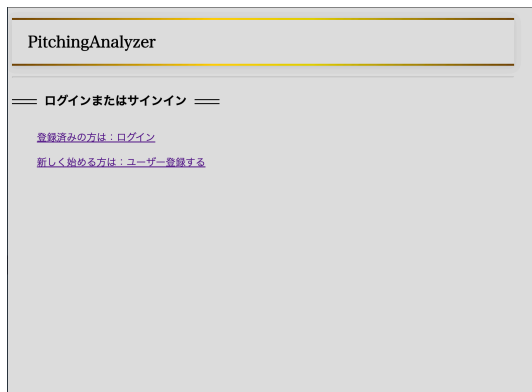 PitchingAnalyzer
ログインまたはサインイン
登録済みの方は：ログイン
新しく始める方は：ユーザー登録する